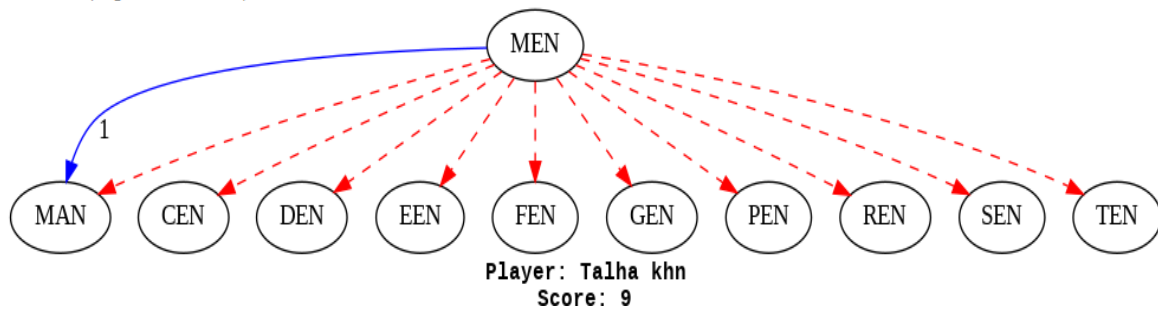 MEN
1
MAN CEN DEN EEN FEN GEN PEN REN SEN TEN
Player: Talha khn
Score: 9